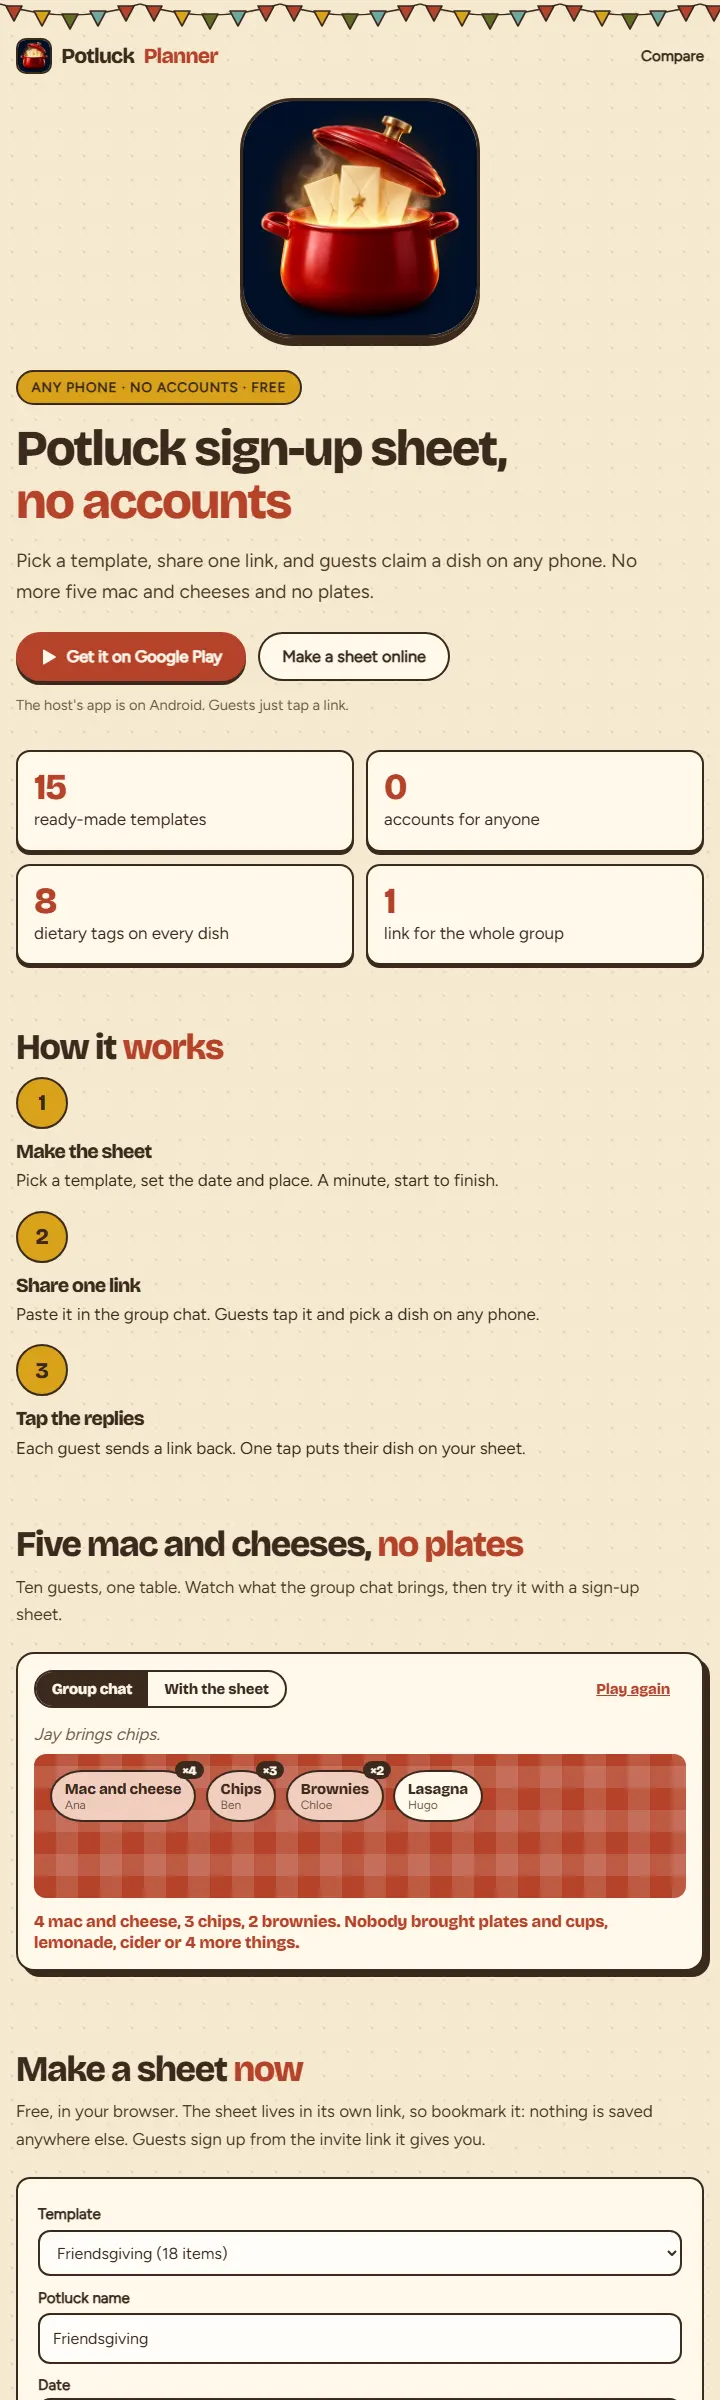 Potluck Planner
Compare
ANY PHONE · NO ACCOUNTS · FREE
Potluck sign-up sheet,
no accounts
Pick a template, share one link, and guests claim a dish on any phone. No
more five mac and cheeses and no plates.
Get it on Google Play
Make a sheet online
The host's app is on Android. Guests just tap a link.
15
ready-made templates
0
accounts for anyone
8
dietary tags on every dish
1
link for the whole group
How it works
1
Make the sheet
Pick a template, set the date and place. A minute, start to finish.
2
Share one link
Paste it in the group chat. Guests tap it and pick a dish on any phone.
3
Tap the replies
Each guest sends a link back. One tap puts their dish on your sheet.
Five mac and cheeses, no plates
Ten guests, one table. Watch what the group chat brings, then try it with a sign-up
sheet.
Group chat
With the sheet
Play again
Jay brings chips.
×4
Mac and cheese
Ana
×3
Chips
Ben
×2
Brownies
Chloe
Lasagna
Hugo
4 mac and cheese, 3 chips, 2 brownies. Nobody brought plates and cups,
lemonade, cider or 4 more things.
Make a sheet now
Free, in your browser. The sheet lives in its own link, so bookmark it: nothing is saved
anywhere else. Guests sign up from the invite link it gives you.
Template
Friendsgiving (18 items)
Potluck name
Friendsgiving
Date